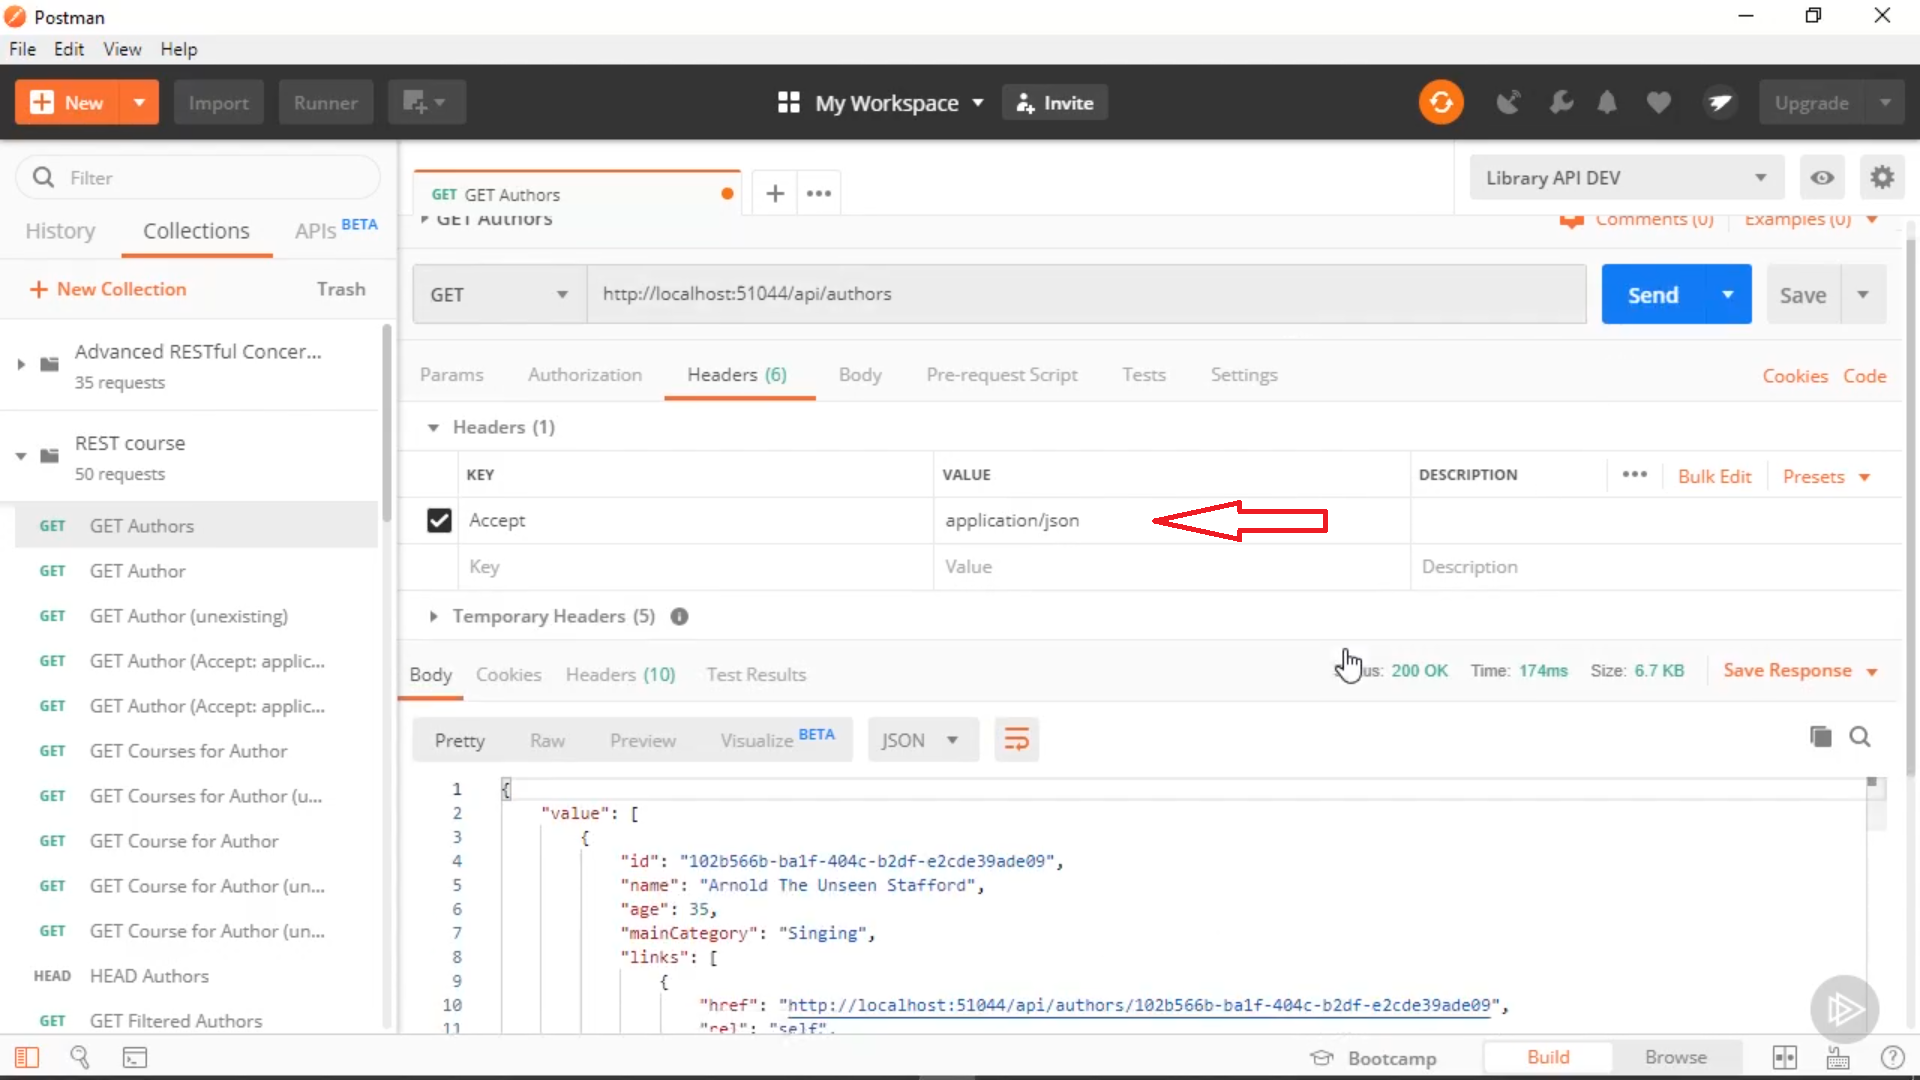 Postman
File Edit View Help
New Import Runner My Workspace Invite Upgrade
Filter
History Collections APIs BETA
New Collection Trash
Advanced RESTful Concer...
35 requests
REST course
50 requests
GET GET Authors
GET GET Author
GET GET Author (unexisting)
GET GET Author (Accept: applic...
GET GET Author (Accept: applic...
GET GET Courses for Author
GET GET Courses for Author (u...
GET GET Course for Author
GET GET Course for Author (un...
GET GET Course for Author (un...
HEAD HEAD Authors
GET GET Filtered Authors
GET GET Authors
Library API DEV
GET Authors Comments (0) Examples (0)
GET http://localhost:51044/api/authors Send Save
Params Authorization Headers (6) Body Pre-request Script Tests Settings Cookies Code
Headers (1)
KEY VALUE DESCRIPTION Bulk Edit Presets
Accept application/json
Key Value Description
Temporary Headers (5)
Body Cookies Headers (10) Test Results 200 OK Time: 174ms Size: 6.7 KB Save Response
Pretty Raw Preview Visualize BETA JSON
1 {
2 "value": [
3 {
4 "id": "102b566b-ba1f-404c-b2df-e2cde39ade09",
5 "name": "Arnold The Unseen Stafford",
6 "age": 35,
7 "mainCategory": "Singing",
8 "links": [
9 {
10 "href": "http://localhost:51044/api/authors/102b566b-ba1f-404c-b2df-e2cde39ade09",
11 "rel": "self",
Bootcamp Build Browse